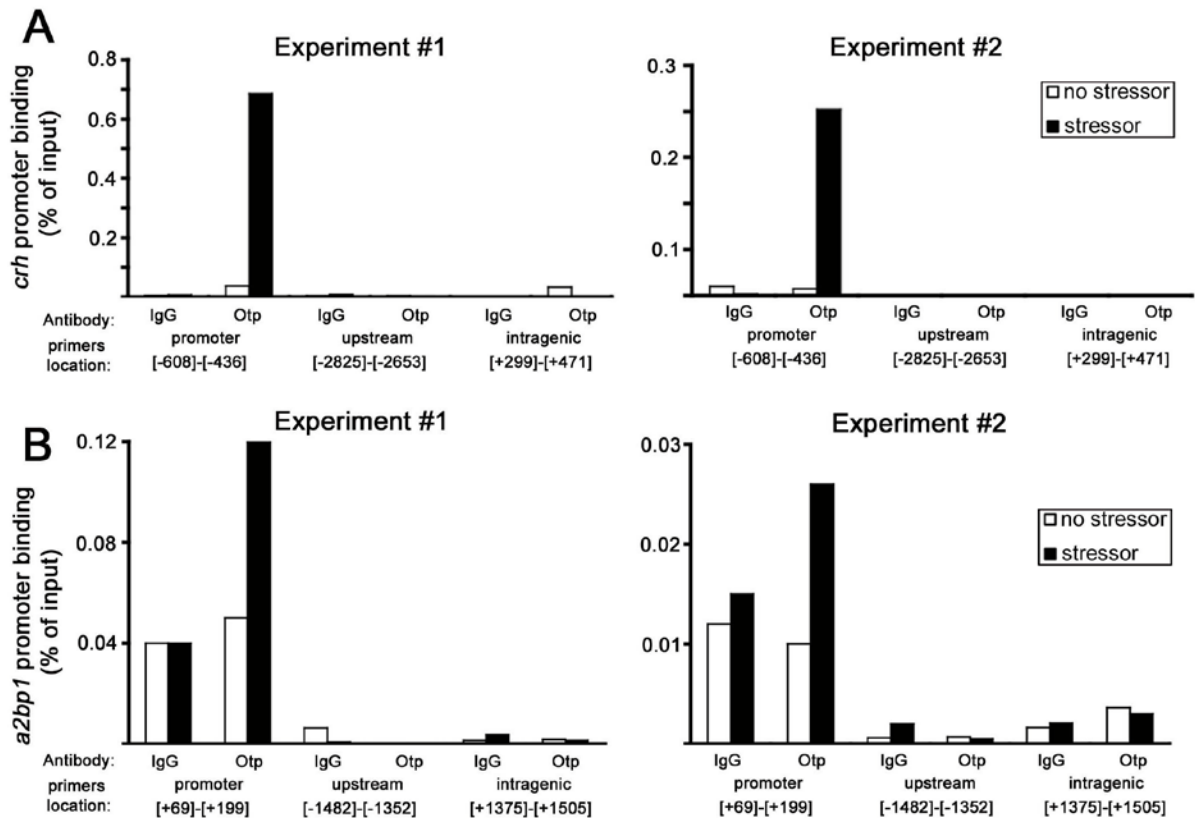 A
Experiment #1
Experiment #2
crh promoter binding
(% of input)
0.8
0.6
0.4
0.2
0.3
0.2
0.1
no stressor
stressor
Antibody: IgG Otp IgG Otp IgG Otp IgG Otp IgG Otp IgG Otp
primers promoter upstream intragenic promoter upstream intragenic
location: [-608]-[-436] [-2825]-[-2653] [+299]-[+471] [-608]-[-436] [-2825]-[-2653] [+299]-[+471]
B
Experiment #1
Experiment #2
a2bp1 promoter binding
(% of input)
0.12
0.08
0.04
0.03
0.02
0.01
no stressor
stressor
Antibody: IgG Otp IgG Otp IgG Otp IgG Otp IgG Otp IgG Otp
primers promoter upstream intragenic promoter upstream intragenic
location: [+69]-[+199] [-1482]-[-1352] [+1375]-[+1505] [+69]-[+199] [-1482]-[-1352] [+1375]-[+1505]